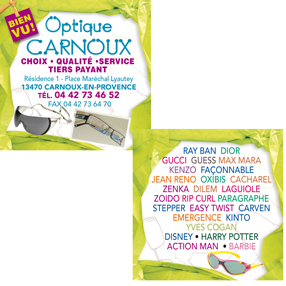 BIEN
VU!
Optique
CARNOUX
CHOIX • QUALITÉ •SERVICE
TIERS PAYANT
Résidence 1 - Place Maréchal Lyautey
13470 CARNOUX-EN-PROVENCE
TÉL. 04 42 73 46 52
FAX 04 42 73 64 70
RAY BAN DIOR
GUCCI GUESS MAX MARA
KENZO FAÇONNABLE
JEAN RENO OXIBIS CACHAREL
ZENKA DILEM LAGUIOLE
ZOIDO RIP CURL PARAGRAPHE
STEPPER EASY TWIST CARVEN
EMERGENCE KINTO
YVES COGAN
DISNEY • HARRY POTTER
ACTION MAN • BARBIE